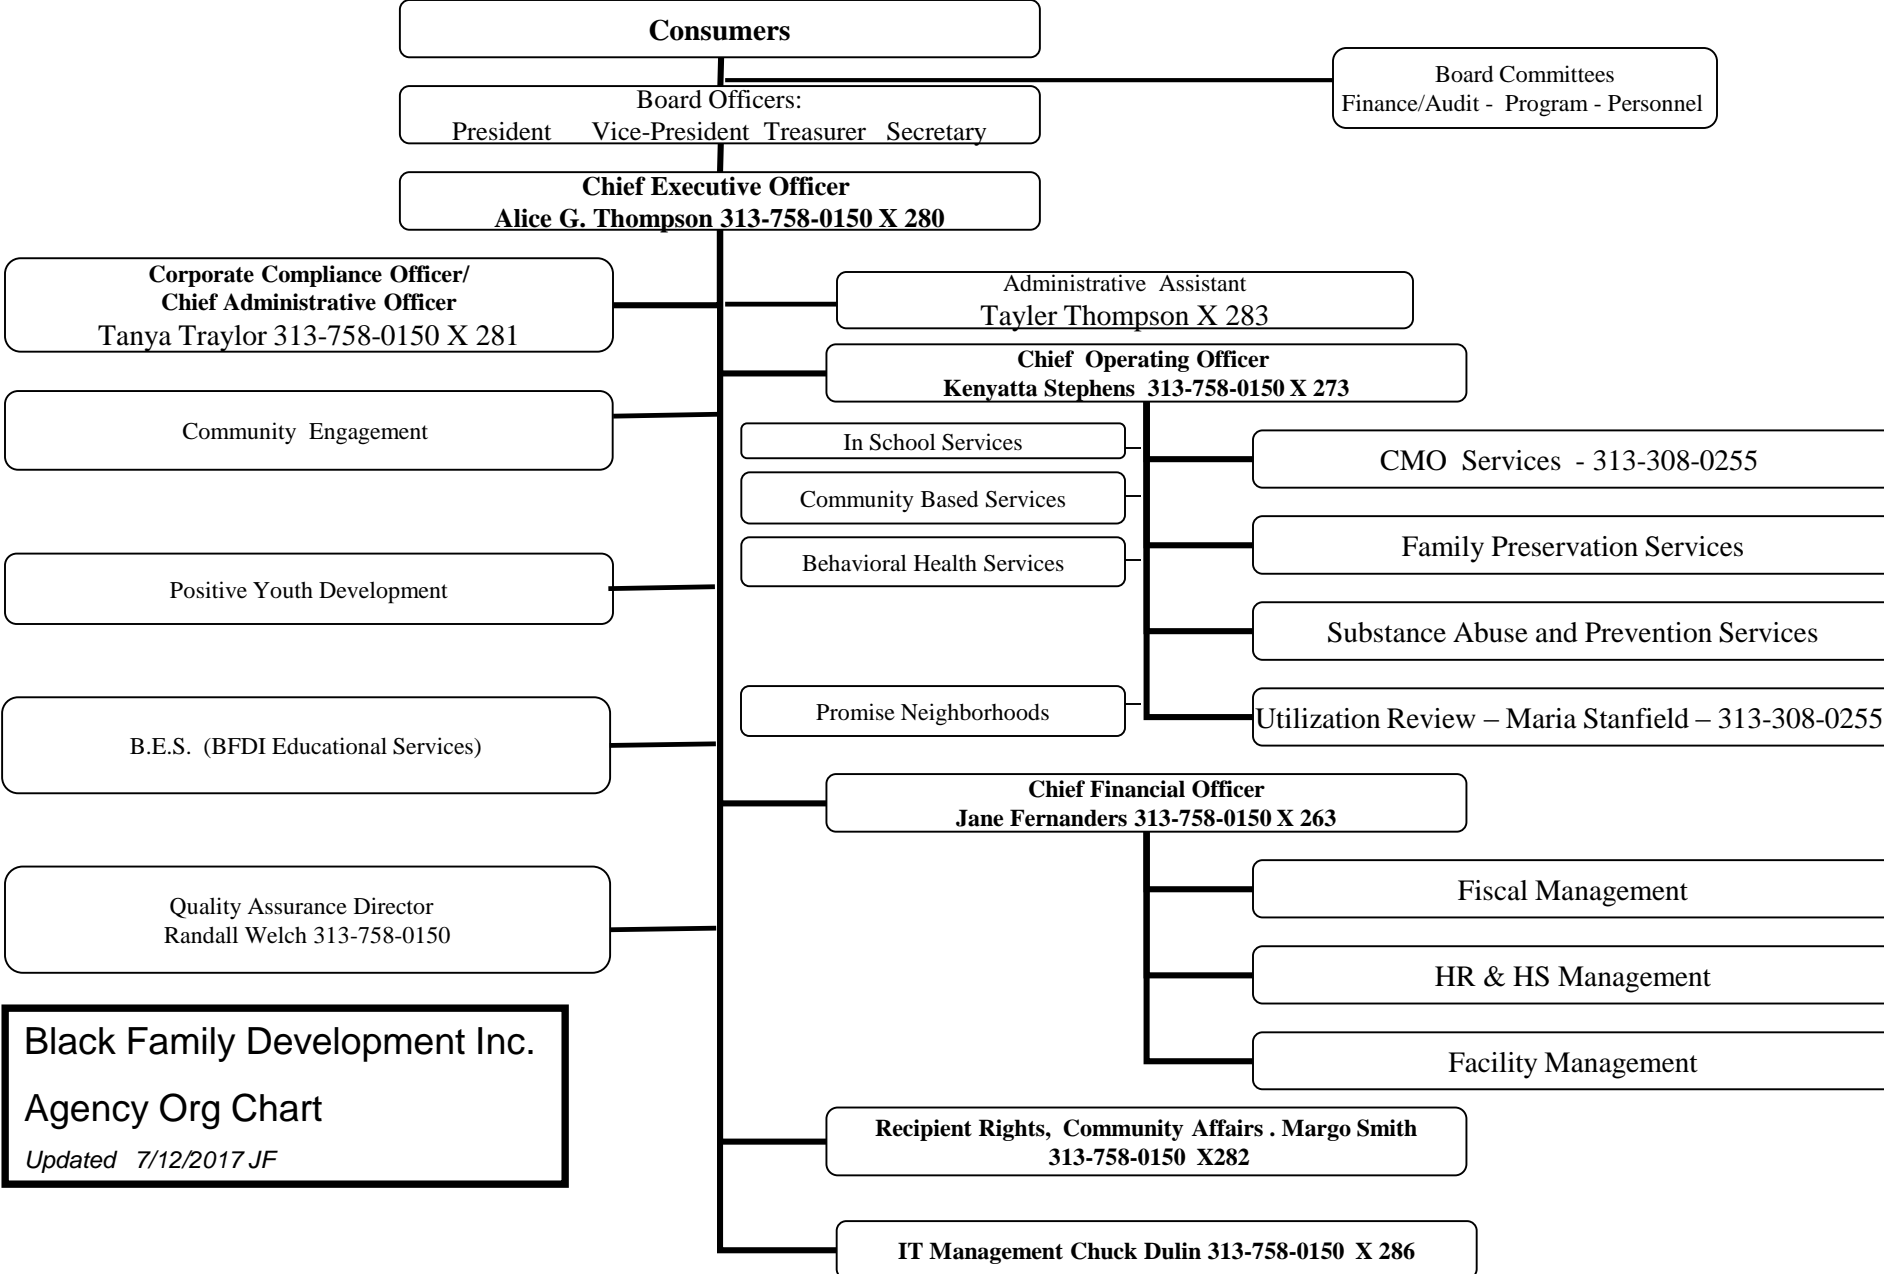 Consumers
Board Committees
Finance/Audit - Program - Personnel
Board Officers:
President Vice-President Treasurer Secretary
Chief Executive Officer
Alice G. Thompson 313-758-0150 X 280
Corporate Compliance Officer/
Chief Administrative Officer
Tanya Traylor 313-758-0150 X 281
Administrative Assistant
Tayler Thompson X 283
Chief Operating Officer
Kenyatta Stephens 313-758-0150 X 273
Community Engagement
In School Services
CMO Services - 313-308-0255
Community Based Services
Family Preservation Services
Behavioral Health Services
Positive Youth Development
Substance Abuse and Prevention Services
Promise Neighborhoods
Utilization Review – Maria Stanfield – 313-308-0255
B.E.S. (BFDI Educational Services)
Chief Financial Officer
Jane Fernanders 313-758-0150 X 263
Fiscal Management
Quality Assurance Director
Randall Welch 313-758-0150
HR & HS Management
Facility Management
Black Family Development Inc.
Agency Org Chart
Updated 7/12/2017 JF
Recipient Rights, Community Affairs . Margo Smith
313-758-0150 X282
IT Management Chuck Dulin 313-758-0150 X 286